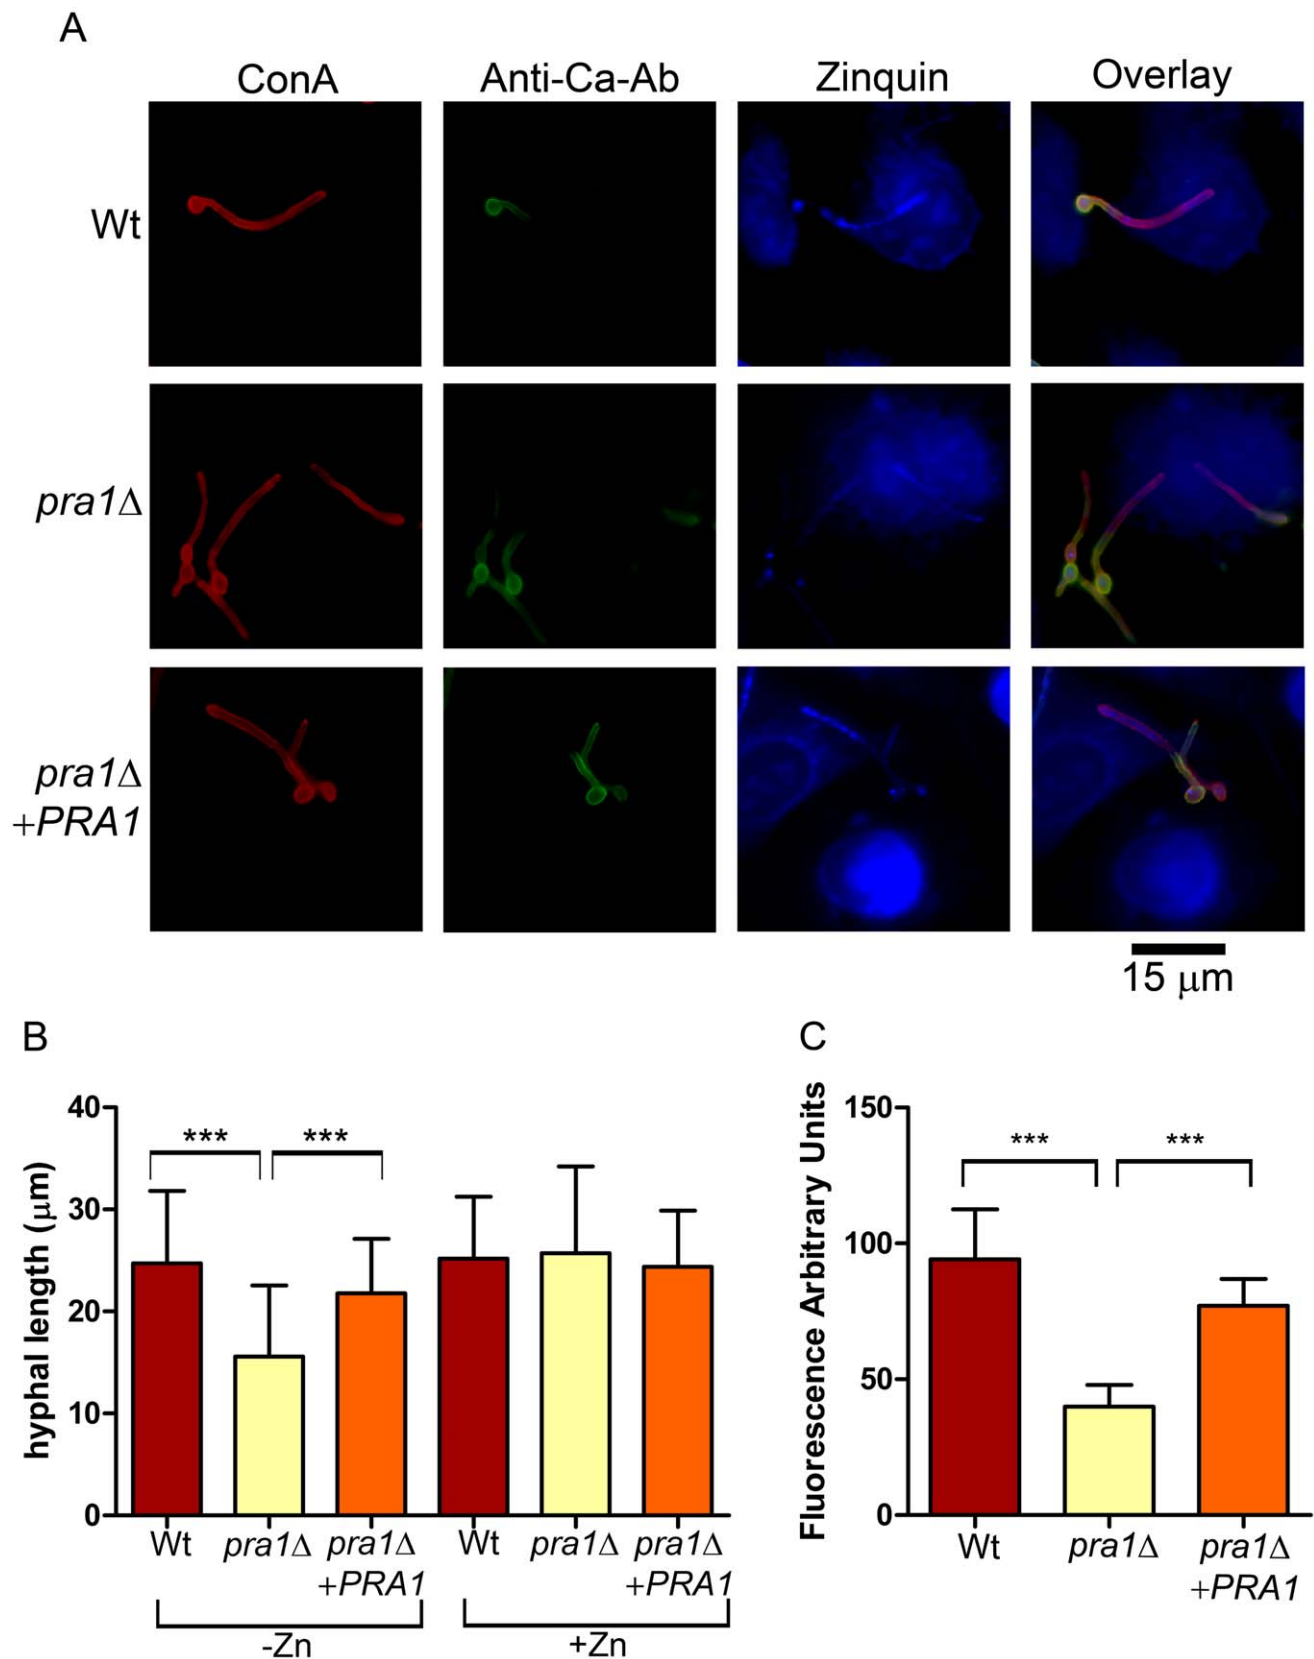 A
ConA Anti-Ca-Ab Zinquin Overlay
Wt
pra1Δ
pra1Δ
+PRA1
15 μm
B
hyphal length (μm)
40
30
20
10
0
*** ***
Wt pra1Δ pra1Δ Wt pra1Δ pra1Δ
+PRA1 +PRA1
-Zn +Zn
C
Fluorescence Arbitrary Units
150
100
50
0
*** ***
Wt pra1Δ pra1Δ
+PRA1